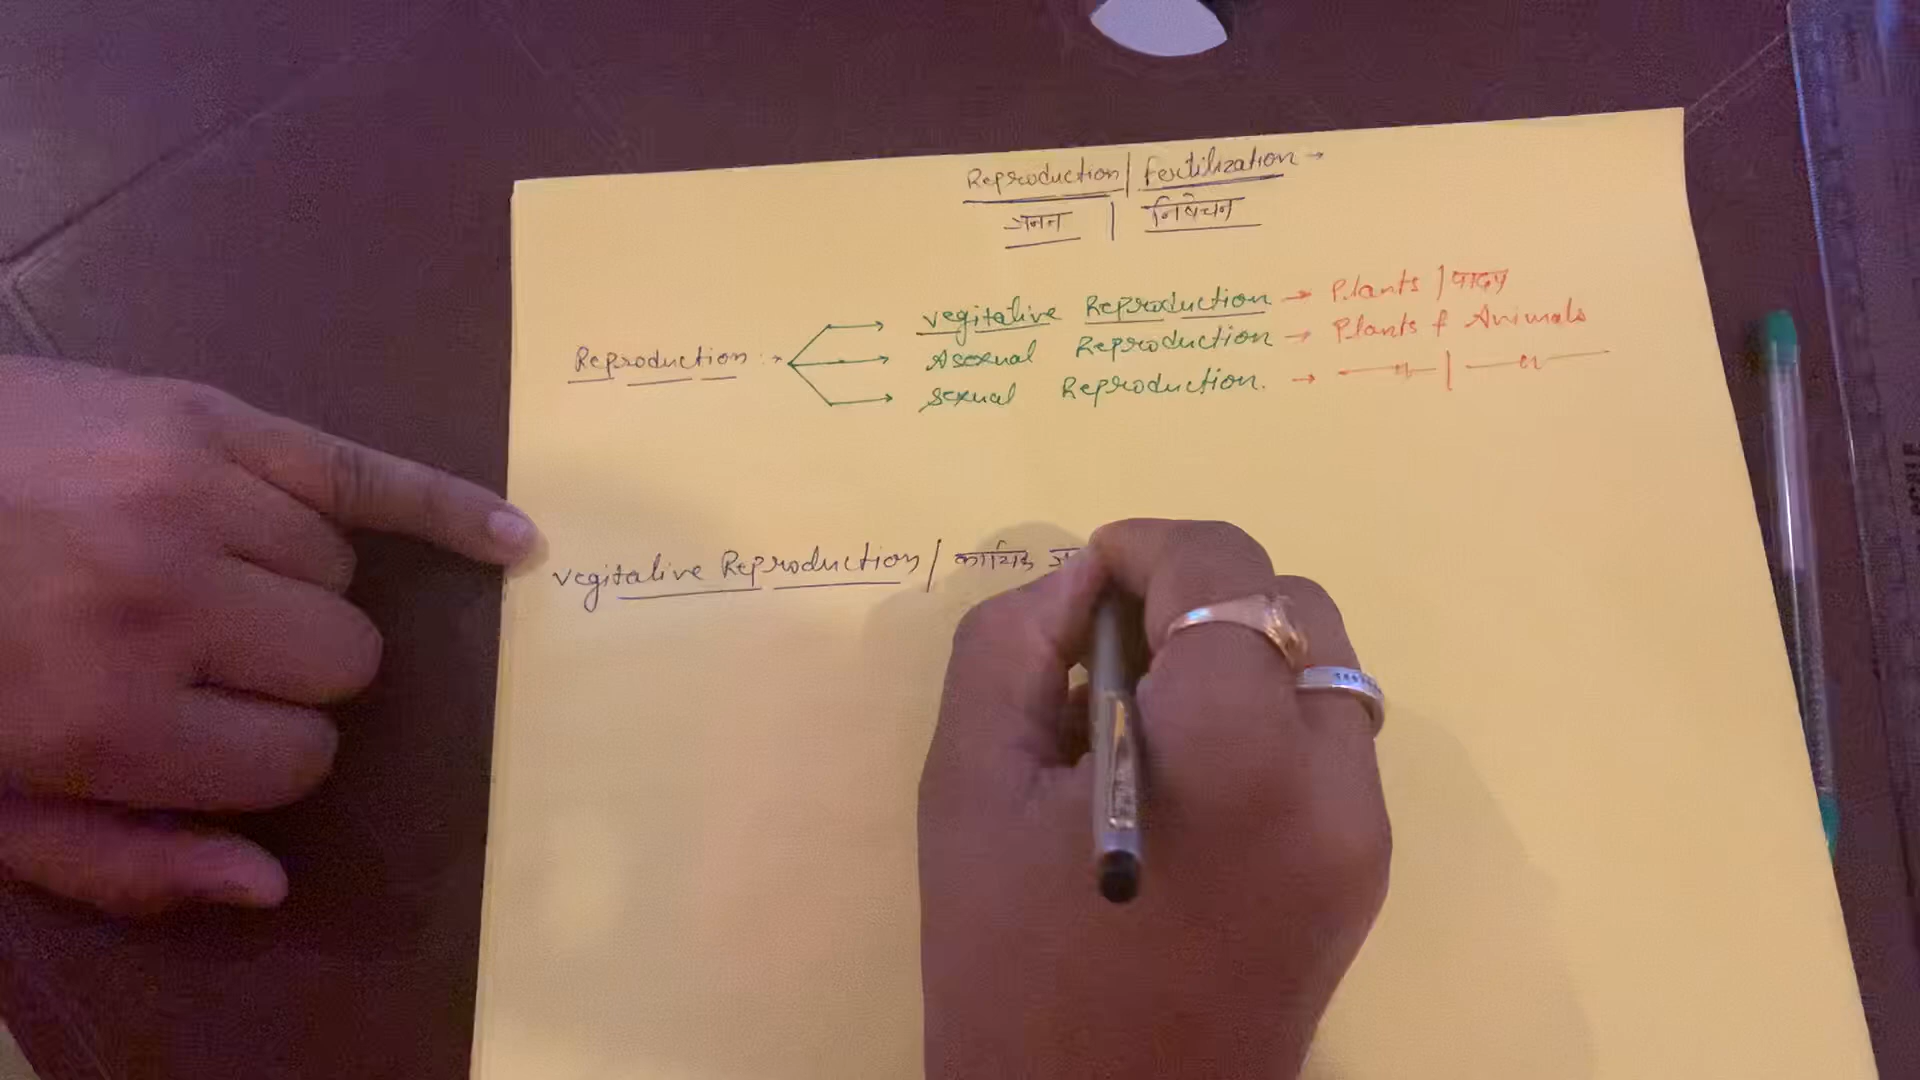 Reproduction | Fertilization →
जनन | निषेचन
Reproduction :→
Vegitative Reproduction → Plants | पादप
Asexual Reproduction → Plants & Animals
Sexual Reproduction. → —〃— | —〃—
Vegitative Reproduction | कायिक